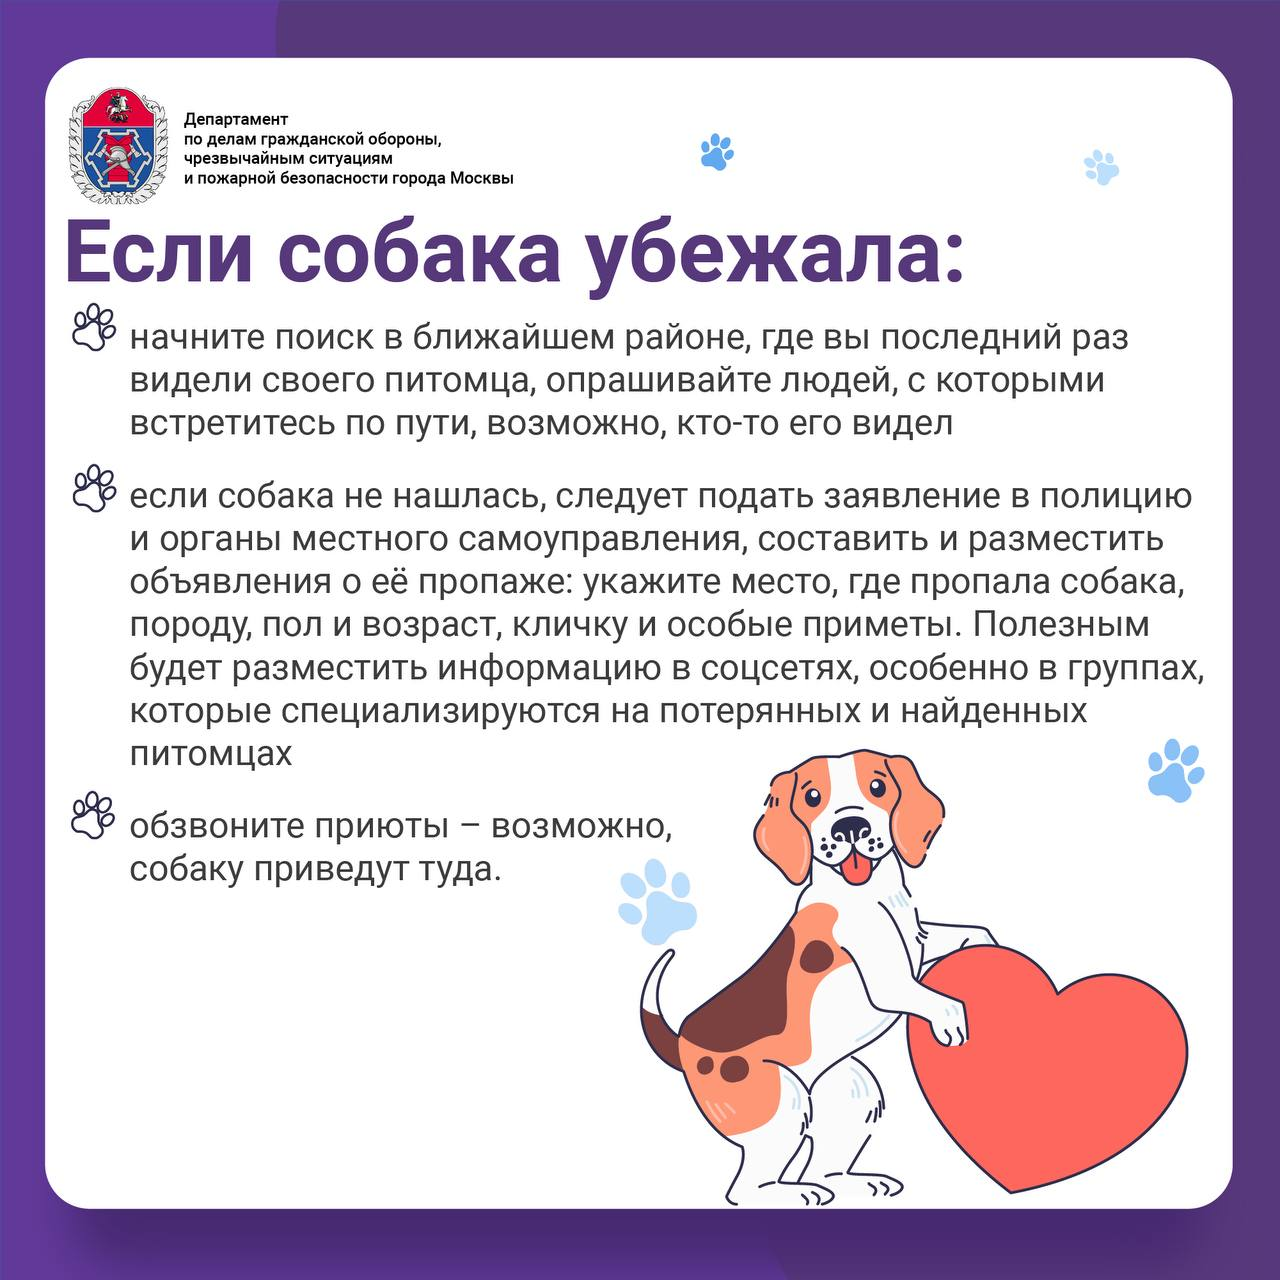 Департамент
по делам гражданской обороны,
чрезвычайным ситуациям
и пожарной безопасности города Москвы
Если собака убежала:
начните поиск в ближайшем районе, где вы последний раз
видели своего питомца, опрашивайте людей, с которыми
встретитесь по пути, возможно, кто-то его видел
если собака не нашлась, следует подать заявление в полицию
и органы местного самоуправления, составить и разместить
объявления о её пропаже: укажите место, где пропала собака,
породу, пол и возраст, кличку и особые приметы. Полезным
будет разместить информацию в соцсетях, особенно в группах,
которые специализируются на потерянных и найденных
питомцах
обзвоните приюты – возможно,
собаку приведут туда.